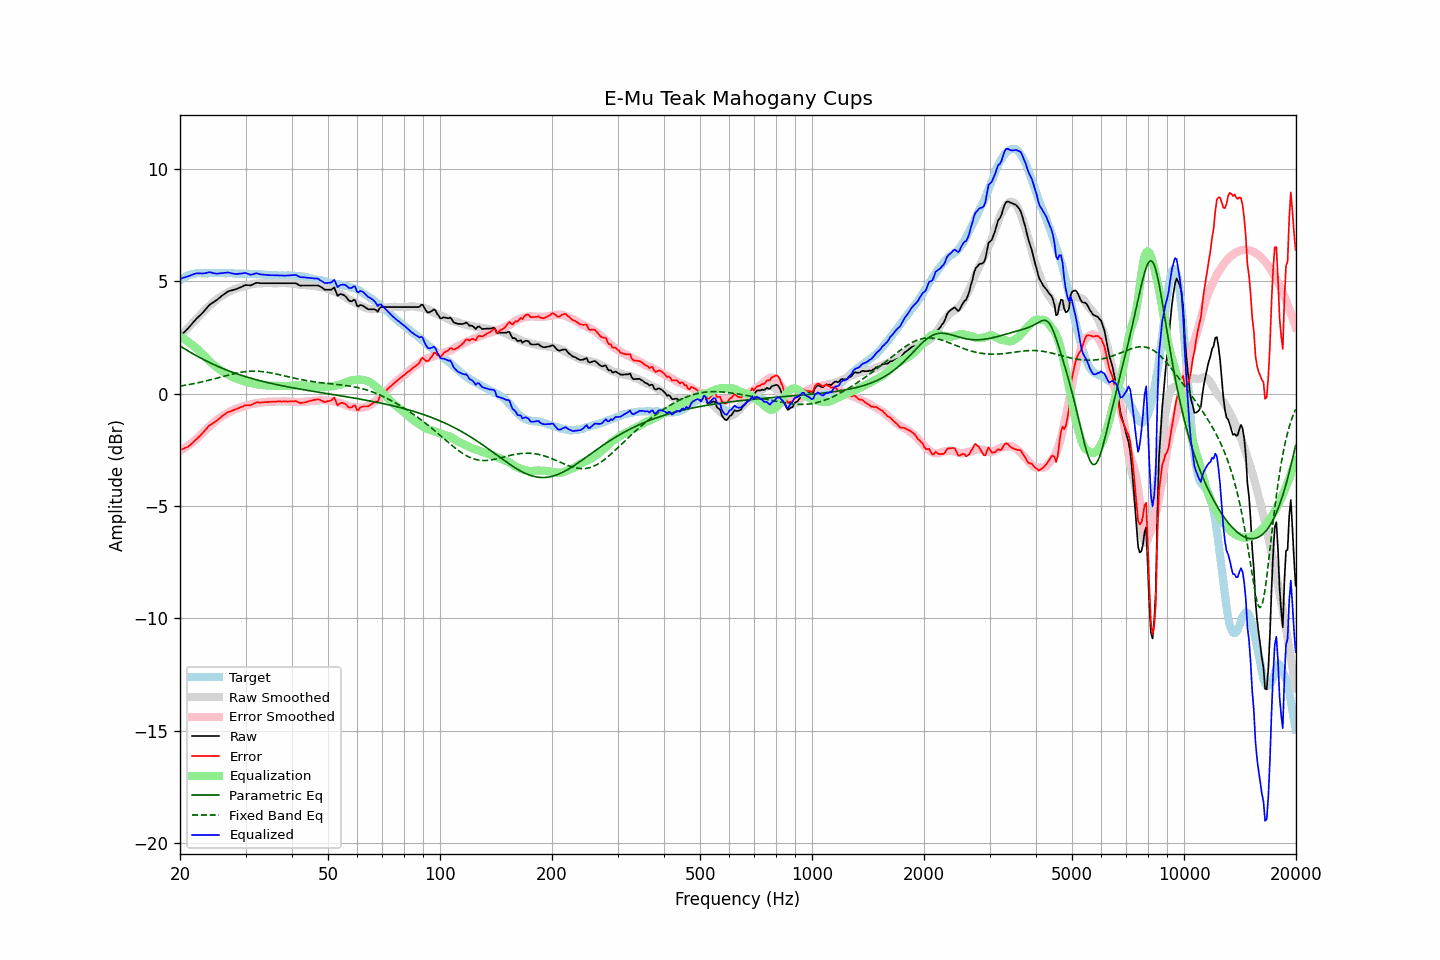 E-Mu Teak Mahogany Cups
Amplitude (dBr)
10
5
0
−5
−10
−15
−20
Target
Raw Smoothed
Error Smoothed
Raw
Error
Equalization
Parametric Eq
Fixed Band Eq
Equalized
20 50 100 200 500 1000 2000 5000 10000 20000
Frequency (Hz)